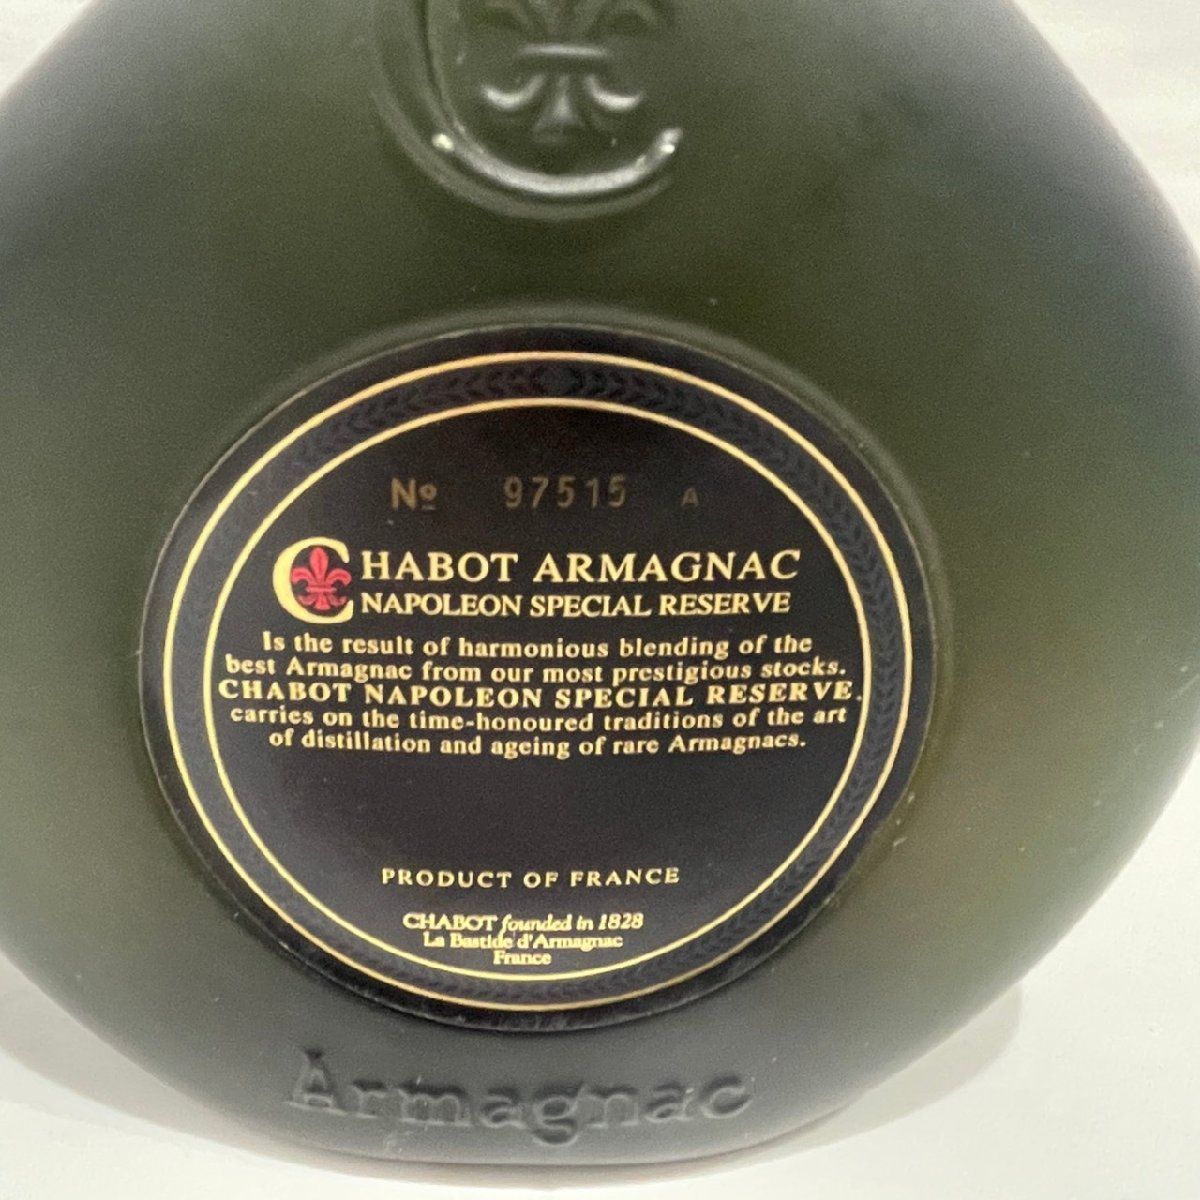 Nº 97515 A
CHABOT ARMAGNAC
NAPOLEON SPECIAL RESERVE
Is the result of harmonious blending of the
best Armagnac from our most prestigious stocks.
CHABOT NAPOLEON SPECIAL RESERVE.
carries on the time-honoured traditions of the art
of distillation and ageing of rare Armagnacs.
PRODUCT OF FRANCE
CHABOT founded in 1828
La Bastide d'Armagnac
France
Armagnac